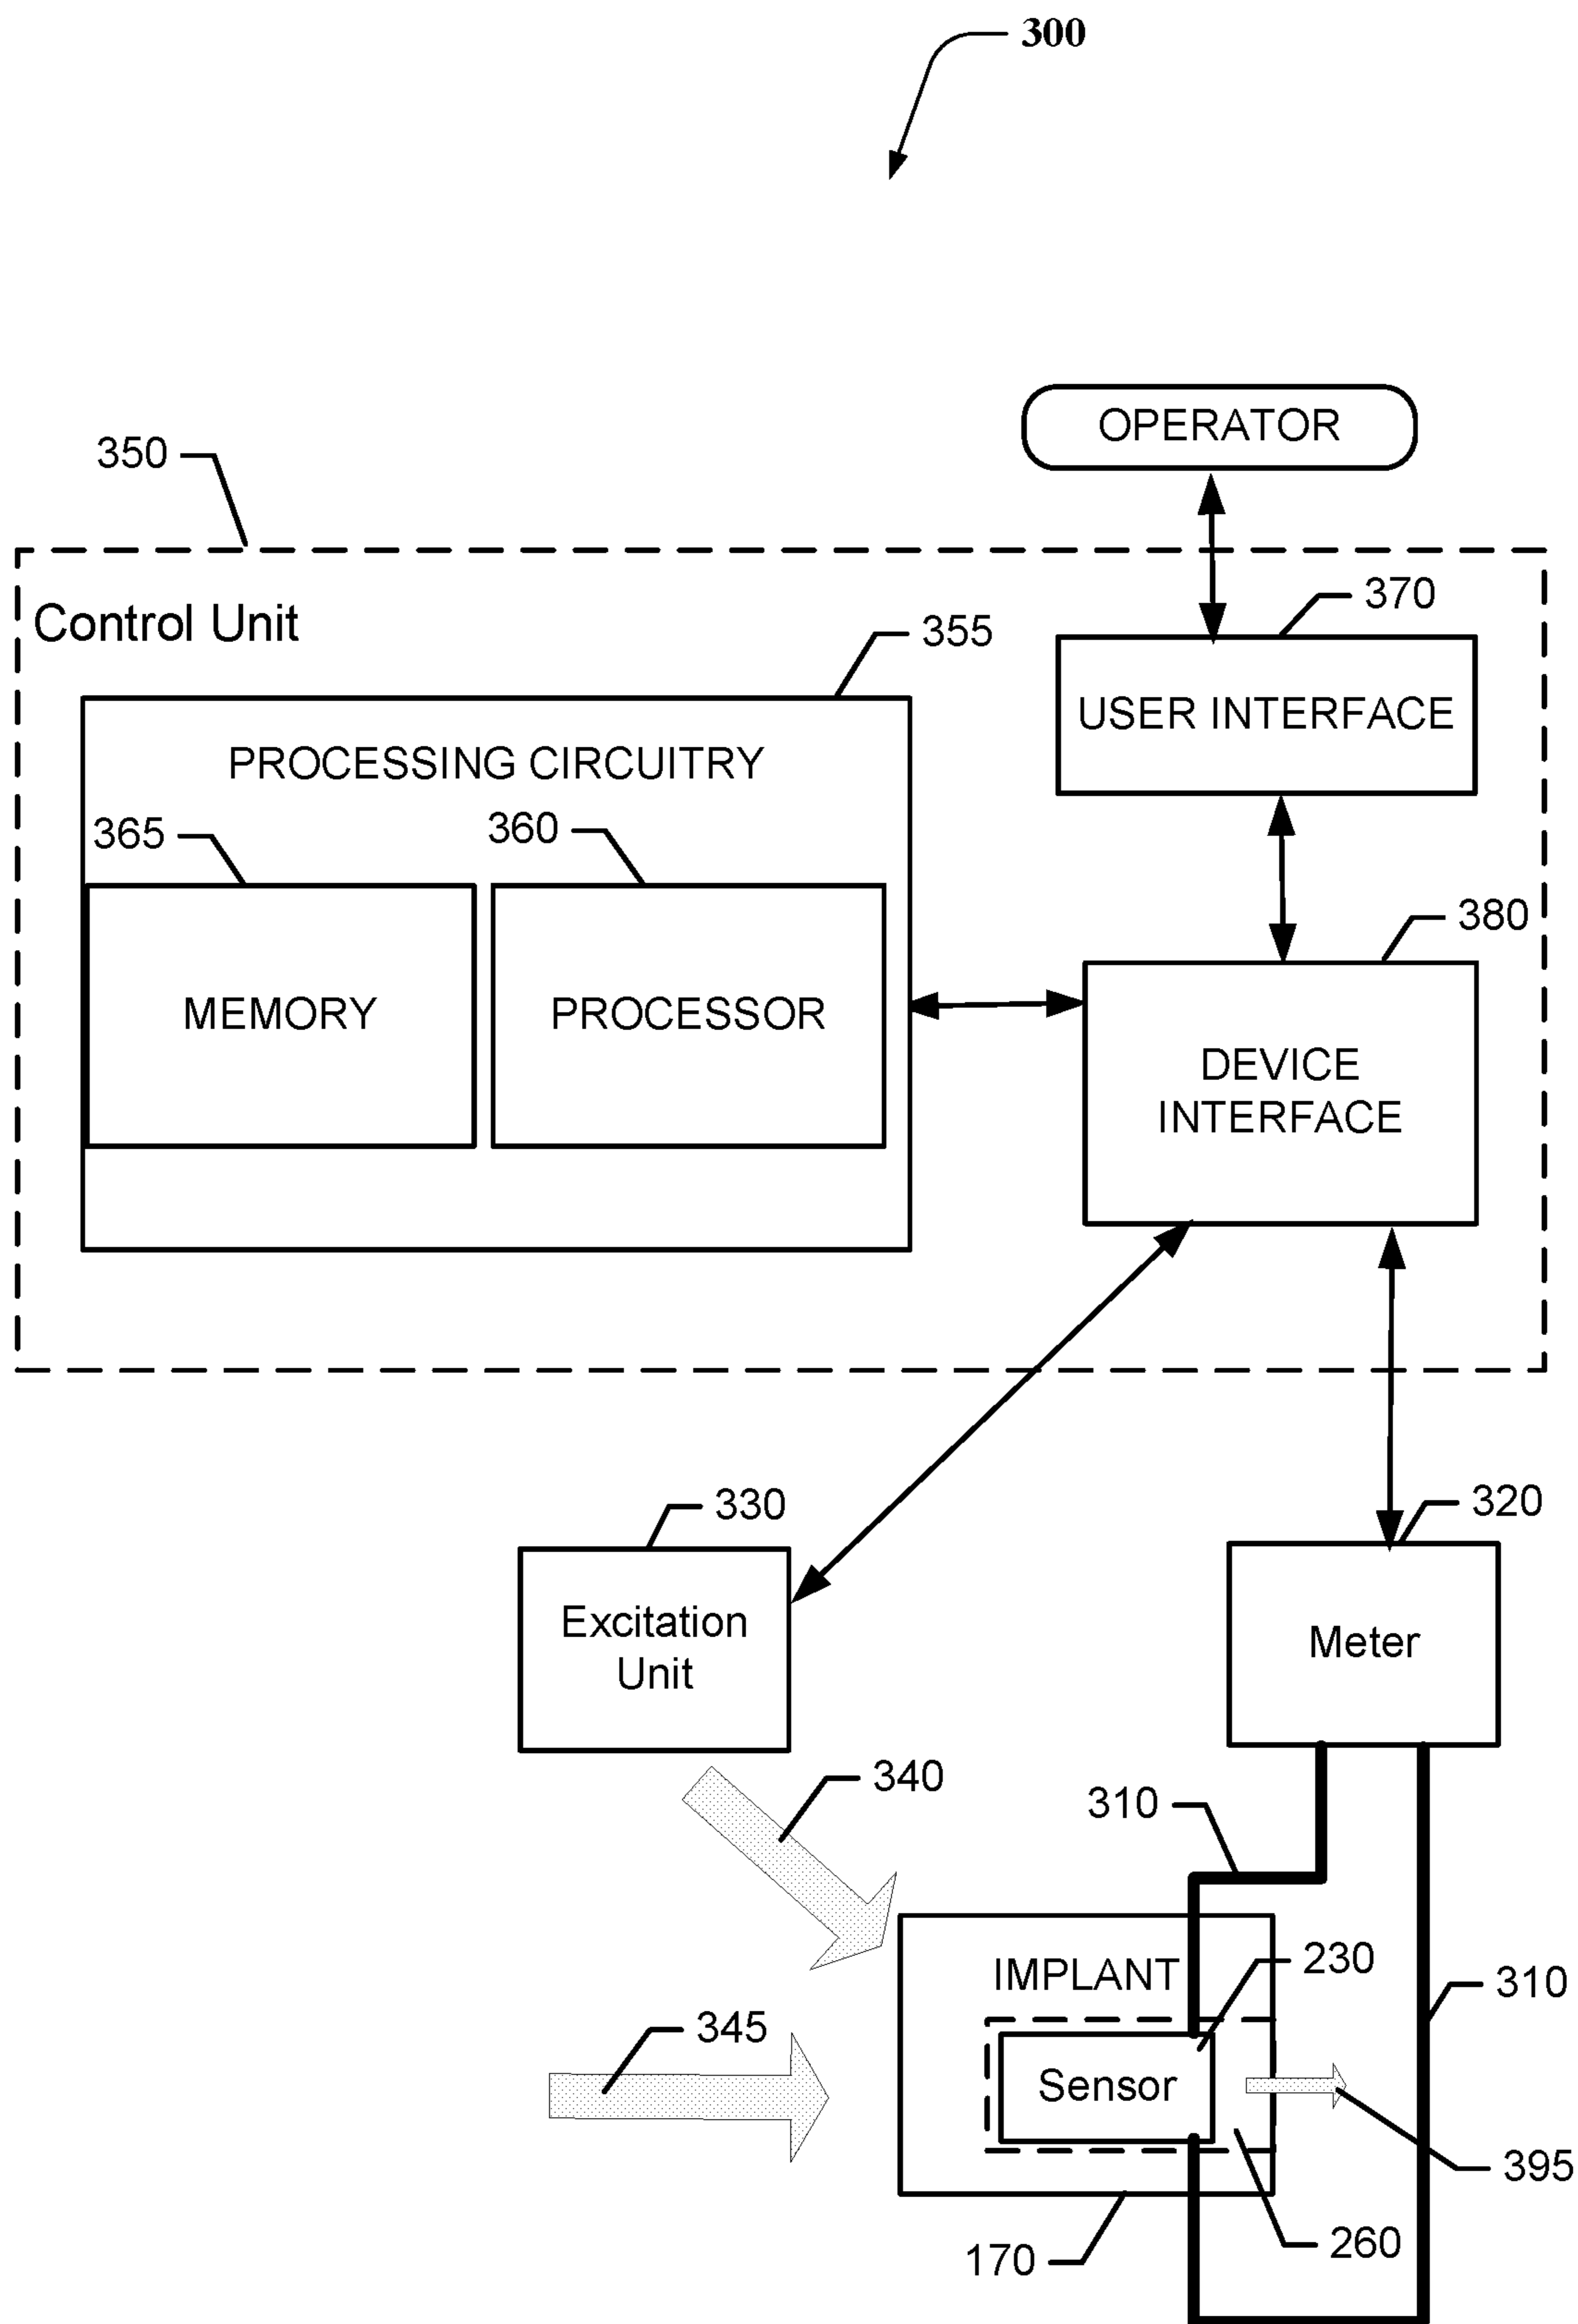 300
OPERATOR
350
370
Control Unit
355
USER INTERFACE
PROCESSING CIRCUITRY
365
360
380
MEMORY
PROCESSOR
DEVICE
INTERFACE
330
320
Excitation
Unit
Meter
340
310
IMPLANT
230
310
345
Sensor
395
260
170